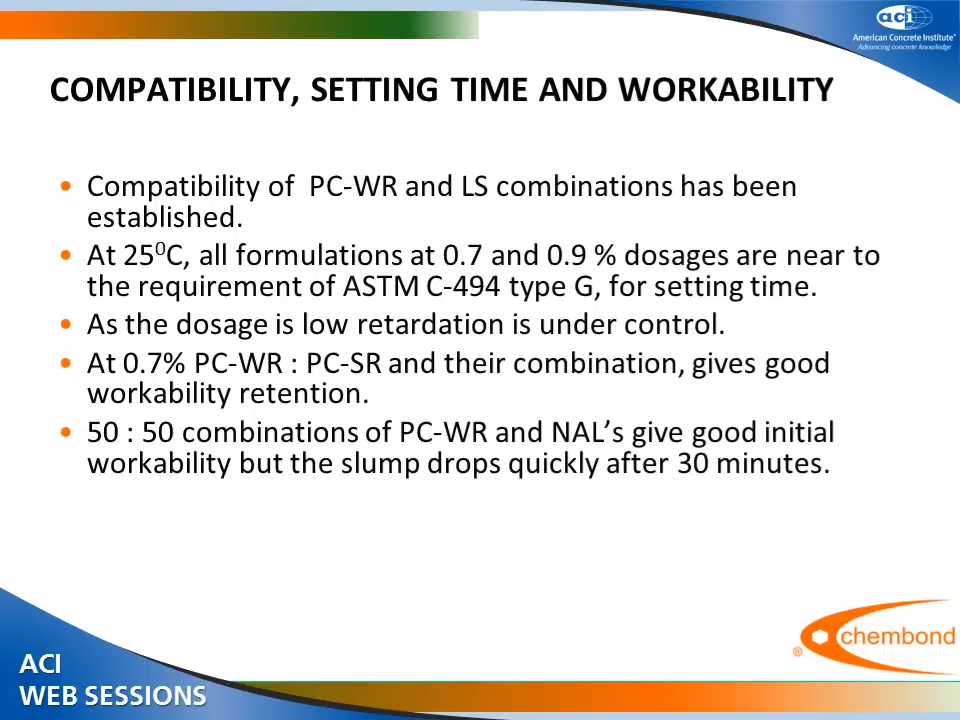 aci
American Concrete Institute®
Advancing concrete knowledge
COMPATIBILITY, SETTING TIME AND WORKABILITY
• Compatibility of PC-WR and LS combinations has been
established.
• At 25⁰C, all formulations at 0.7 and 0.9 % dosages are near to
the requirement of ASTM C-494 type G, for setting time.
• As the dosage is low retardation is under control.
• At 0.7% PC-WR : PC-SR and their combination, gives good
workability retention.
• 50 : 50 combinations of PC-WR and NAL’s give good initial
workability but the slump drops quickly after 30 minutes.
® chembond
ACI
WEB SESSIONS